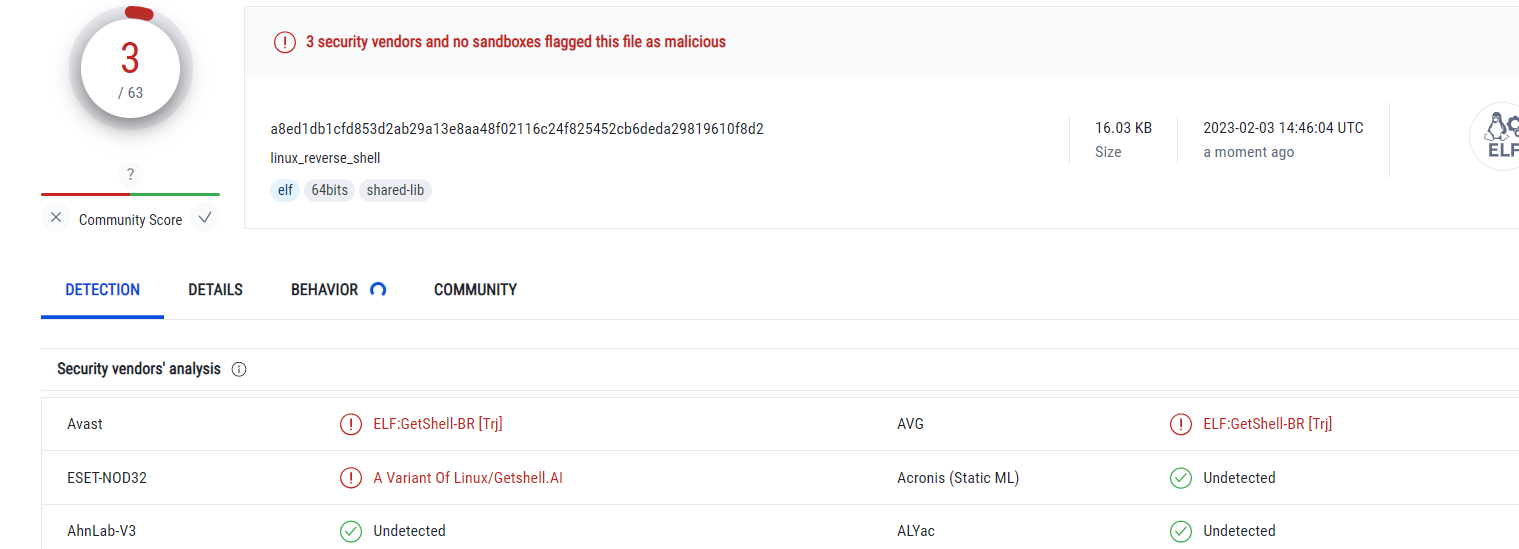 3
/ 63
?
Community Score
3 security vendors and no sandboxes flagged this file as malicious
a8ed1db1cfd853d2ab29a13e8aa48f02116c24f825452cb6deda29819610f8d2
linux_reverse_shell
elf 64bits shared-lib
16.03 KB
Size
2023-02-03 14:46:04 UTC
a moment ago
ELF
DETECTION DETAILS BEHAVIOR COMMUNITY
Security vendors' analysis
Avast ELF:GetShell-BR [Trj] AVG ELF:GetShell-BR [Trj]
ESET-NOD32 A Variant Of Linux/Getshell.AI Acronis (Static ML) Undetected
AhnLab-V3 Undetected ALYac Undetected